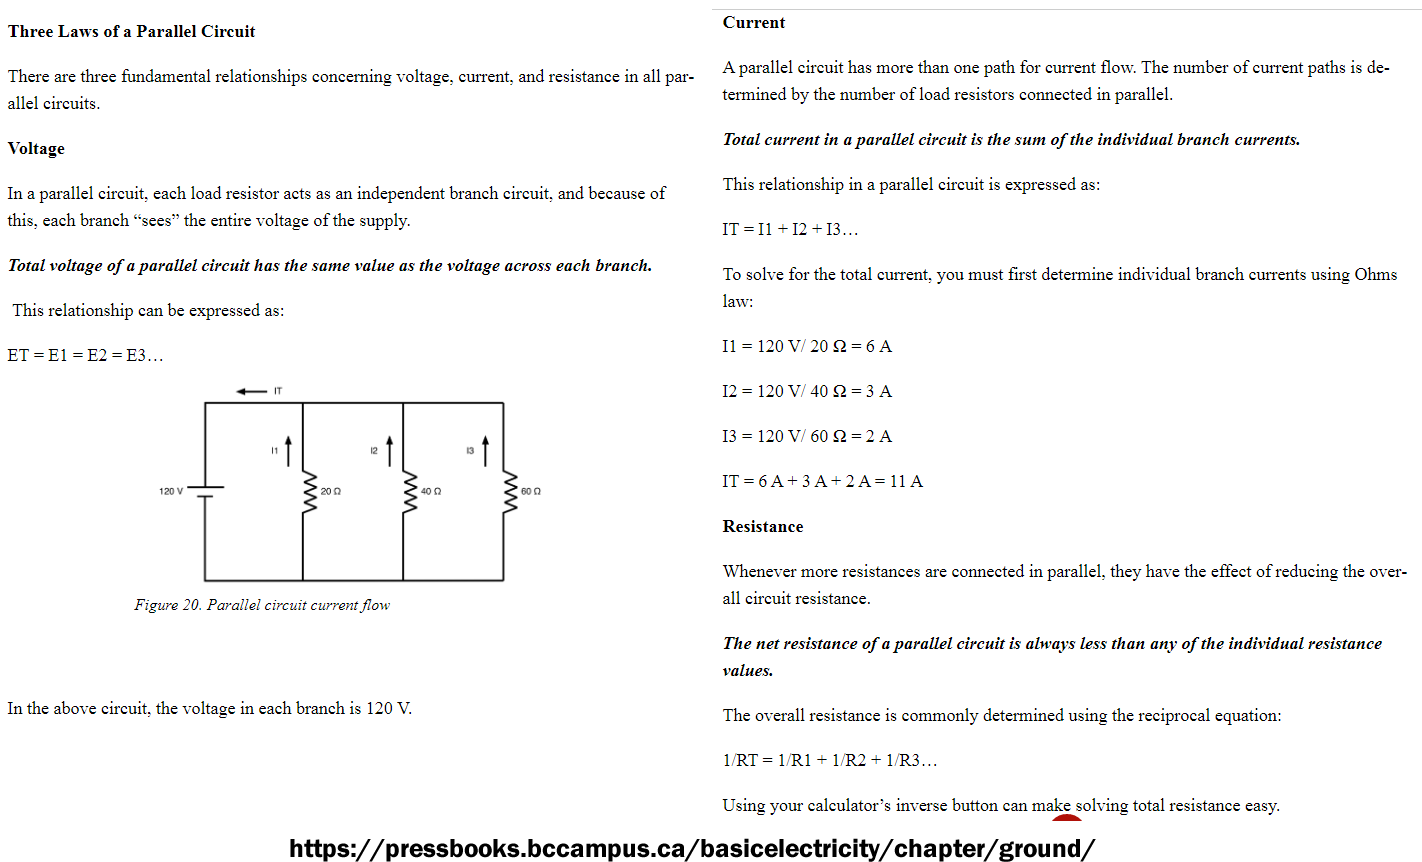 Three Laws of a Parallel Circuit
There are three fundamental relationships concerning voltage, current, and resistance in all par-
allel circuits.
Voltage
In a parallel circuit, each load resistor acts as an independent branch circuit, and because of
this, each branch “sees” the entire voltage of the supply.
Total voltage of a parallel circuit has the same value as the voltage across each branch.
This relationship can be expressed as:
ET = E1 = E2 = E3…
IT
I1
I2
I3
120 V
20 Ω
40 Ω
60 Ω
Figure 20. Parallel circuit current flow
In the above circuit, the voltage in each branch is 120 V.
Current
A parallel circuit has more than one path for current flow. The number of current paths is de-
termined by the number of load resistors connected in parallel.
Total current in a parallel circuit is the sum of the individual branch currents.
This relationship in a parallel circuit is expressed as:
IT = I1 + I2 + I3…
To solve for the total current, you must first determine individual branch currents using Ohms
law:
I1 = 120 V/ 20 Ω = 6 A
I2 = 120 V/ 40 Ω = 3 A
I3 = 120 V/ 60 Ω = 2 A
IT = 6 A + 3 A + 2 A = 11 A
Resistance
Whenever more resistances are connected in parallel, they have the effect of reducing the over-
all circuit resistance.
The net resistance of a parallel circuit is always less than any of the individual resistance
values.
The overall resistance is commonly determined using the reciprocal equation:
1/RT = 1/R1 + 1/R2 + 1/R3…
Using your calculator’s inverse button can make solving total resistance easy.
https://pressbooks.bccampus.ca/basicelectricity/chapter/ground/